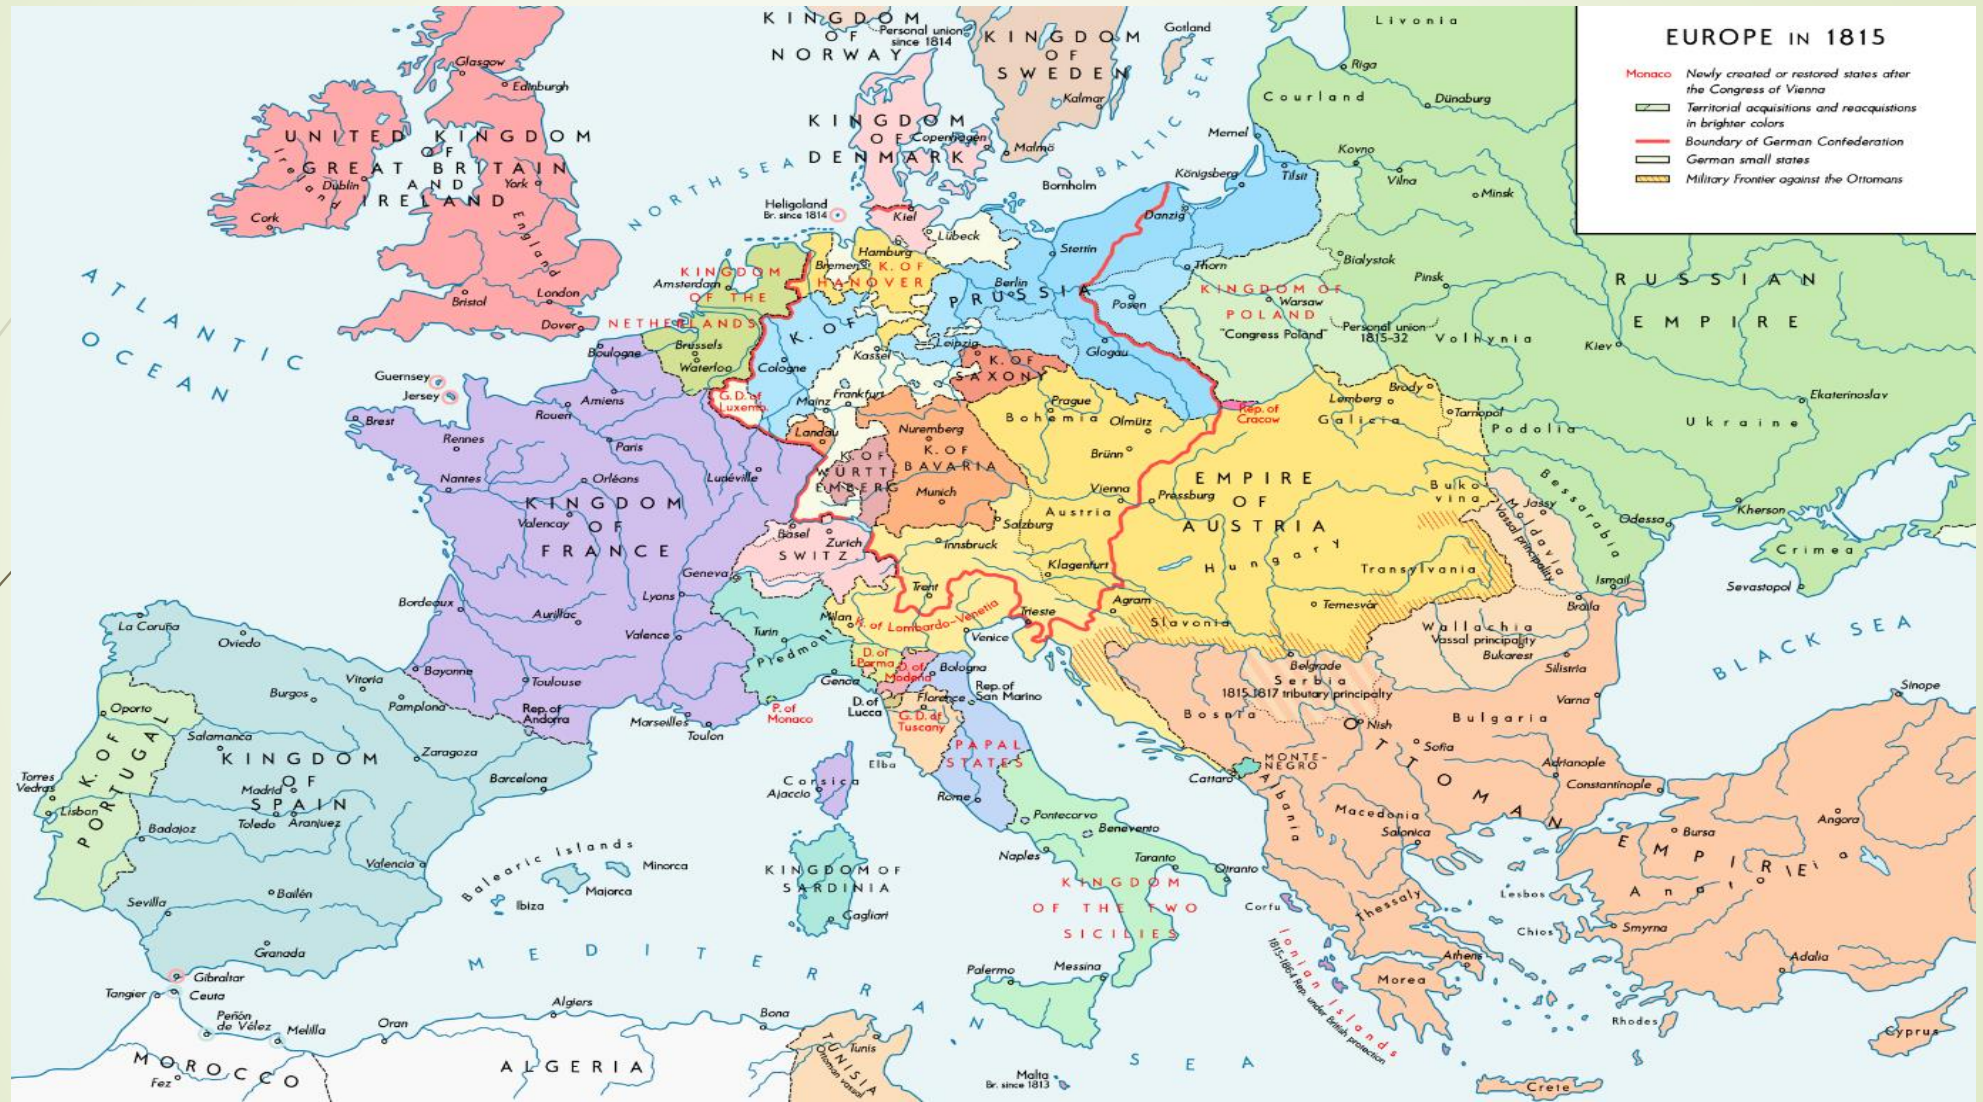 EUROPE IN 1815
Monaco Newly created or restored states after
the Congress of Vienna
Territorial acquisitions and reacquistions
in brighter colors
Boundary of German Confederation
German small states
Military Frontier against the Ottomans
KINGDOM
OF
NORWAY
Personal union
since 1814
KINGDOM
OF
SWEDEN
Gotland
Kalmar
Malmö
Livonia
Riga
Courland
Dünaburg
Memel
Kovno
Vilna
Minsk
Glasgow
Edinburgh
UNITED KINGDOM
OF
GREAT BRITAIN
AND
IRELAND
Ireland
Dublin
York
Cork
England
Bristol
London
Dover
NORTH SEA
BALTIC SEA
KINGDOM
OF
DENMARK
Copenhagen
Bornholm
Heligoland
Br. since 1814
Kiel
Lübeck
Hamburg
Bremen
K. OF
HANOVER
KINGDOM
OF THE
NETHERLANDS
Amsterdam
Brussels
Waterloo
G.D. of
Luxemb.
K. OF PRUSSIA
Königsberg
Tilsit
Danzig
Stettin
Thorn
Berlin
Posen
Glogau
Leipzig
Cologne
Kassel
Frankfurt
Mainz
K. OF
SAXONY
KINGDOM OF
POLAND
Warsaw
"Congress Poland"
Personal union
1815-32
Bialystok
Pinsk
RUSSIAN
EMPIRE
Volhynia
Kiev
Ekaterinoslav
Ukraine
Podolia
Bessarabia
Odessa
Kherson
Crimea
Sevastopol
Ismail
ATLANTIC
OCEAN
Guernsey
Jersey
Boulogne
Amiens
Rouen
Brest
Rennes
Paris
Nantes
Orléans
Lunéville
KINGDOM
OF
FRANCE
Valencay
Geneva
Lyons
Bordeaux
Aurillac
Valence
Bayonne
Toulouse
Marseilles
Toulon
Rep. of
Andorra
Landau
K. OF
WÜRTT-
EMBERG
Nuremberg
K. OF
BAVARIA
Munich
Basel
Zurich
SWITZ.
Prague
Bohemia
Olmütz
Brünn
Vienna
Austria
Salzburg
Innsbruck
Klagenfurt
Trent
Rep. of
Cracow
Brody
Lemberg
Galicia
Tarnopol
EMPIRE
OF
AUSTRIA
Pressburg
Hungary
Buko-
vina
Transylvania
Temesvár
Agram
Slavonia
Trieste
Milan
K. of Lombardo-Venetia
Venice
Turin
Piedmont
Genoa
D. of
Parma
D. of
Modena
Bologna
Rep. of
San Marino
D. of
Lucca
Florence
G.D. of
Tuscany
P. of
Monaco
Elba
PAPAL
STATES
Rome
Corsica
Ajaccio
KINGDOM OF
SARDINIA
Cagliari
Pontecorvo
Benevento
Naples
Taranto
Otranto
KINGDOM
OF THE TWO
SICILIES
Palermo
Messina
Malta
Br. since 1813
Moldavia
Vassal principality
Jassy
Wallachia
Vassal principality
Bukarest
Braila
Silistria
Varna
BLACK SEA
Sinope
Belgrade
Serbia
1815 1817 tributary principalty
Bosnia
Nish
Bulgaria
Sofia
MONTE-
NEGRO
Cattaro
Albania
Adrianople
Constantinople
Macedonia
Salonica
OTTOMAN EMPIRE
Bursa
Angora
Anatolia
Thessaly
Lesbos
Chios
Smyrna
Athens
Morea
Adalia
Rhodes
Cyprus
Crete
Corfu
Ionian Islands
1815-1864 Rep. under British protection
La Coruña
Oviedo
Vitoria
Burgos
Pamplona
Oporto
K. OF
PORTUGAL
Salamanca
KINGDOM
OF
SPAIN
Zaragoza
Barcelona
Madrid
Toledo
Aranjuez
Torres
Vedras
Lisbon
Badajoz
Valencia
Bailén
Sevilla
Granada
Gibraltar
Ceuta
Tangier
Peñón
de Vélez
Melilla
Balearic Islands
Minorca
Majorca
Ibiza
MEDITERRANEAN SEA
Oran
Algiers
Bona
MOROCCO
Fez
ALGERIA
Tunis
TUNISIA
Ottoman vassal